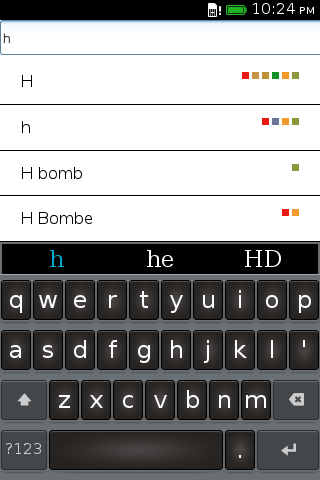 10:24 PM
h
H
h
H bomb
H Bombe
h he HD
q w e r t y u i o p
a s d f g h j k l '
z x c v b n m
?123 .